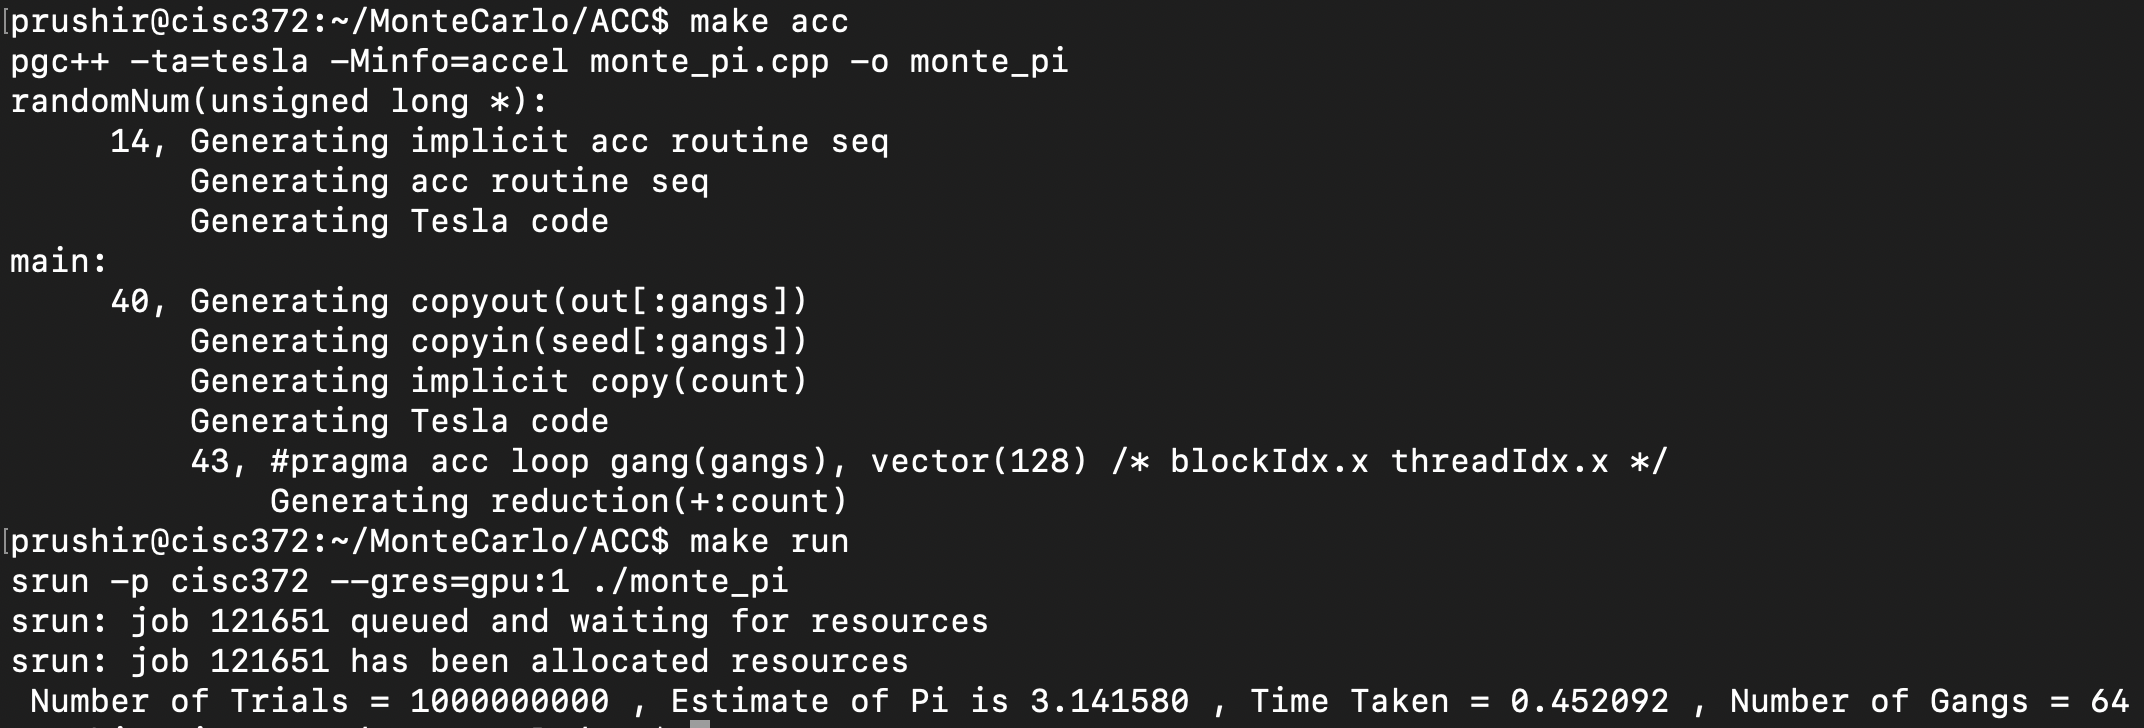 [prushir@cisc372:~/MonteCarlo/ACC$ make acc
pgc++ -ta=tesla -Minfo=accel monte_pi.cpp -o monte_pi
randomNum(unsigned long *):
     14, Generating implicit acc routine seq
         Generating acc routine seq
         Generating Tesla code
main:
     40, Generating copyout(out[:gangs])
         Generating copyin(seed[:gangs])
         Generating implicit copy(count)
         Generating Tesla code
         43, #pragma acc loop gang(gangs), vector(128) /* blockIdx.x threadIdx.x */
             Generating reduction(+:count)
[prushir@cisc372:~/MonteCarlo/ACC$ make run
srun -p cisc372 --gres=gpu:1 ./monte_pi
srun: job 121651 queued and waiting for resources
srun: job 121651 has been allocated resources
 Number of Trials = 1000000000 , Estimate of Pi is 3.141580 , Time Taken = 0.452092 , Number of Gangs = 64